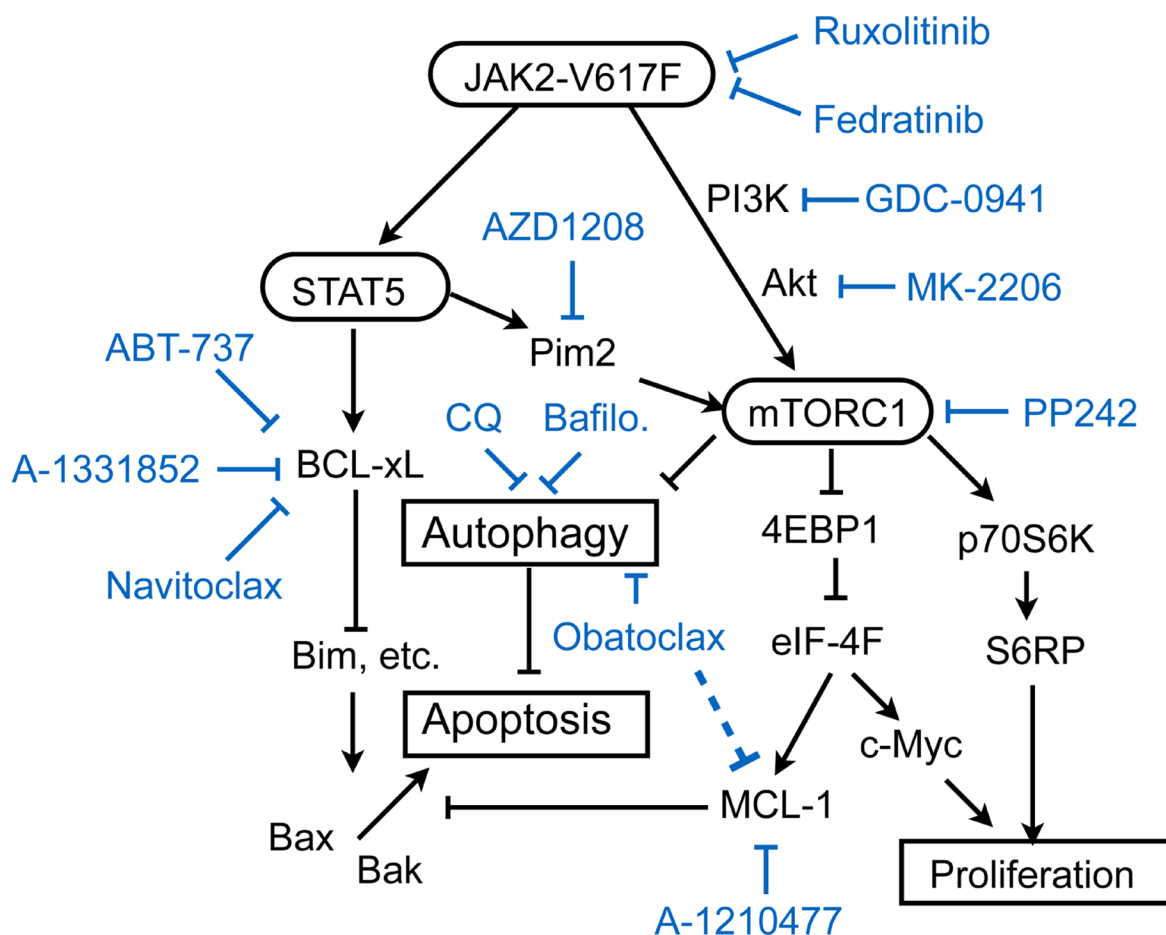 Ruxolitinib
JAK2-V617F
Fedratinib
PI3K
GDC-0941
AZD1208
Akt
MK-2206
STAT5
ABT-737
Pim2
CQ
Bafilo.
mTORC1
PP242
A-1331852
BCL-xL
Autophagy
4EBP1
p70S6K
Navitoclax
Obatoclax
eIF-4F
S6RP
Bim, etc.
Apoptosis
c-Myc
MCL-1
Bax
Bak
Proliferation
A-1210477